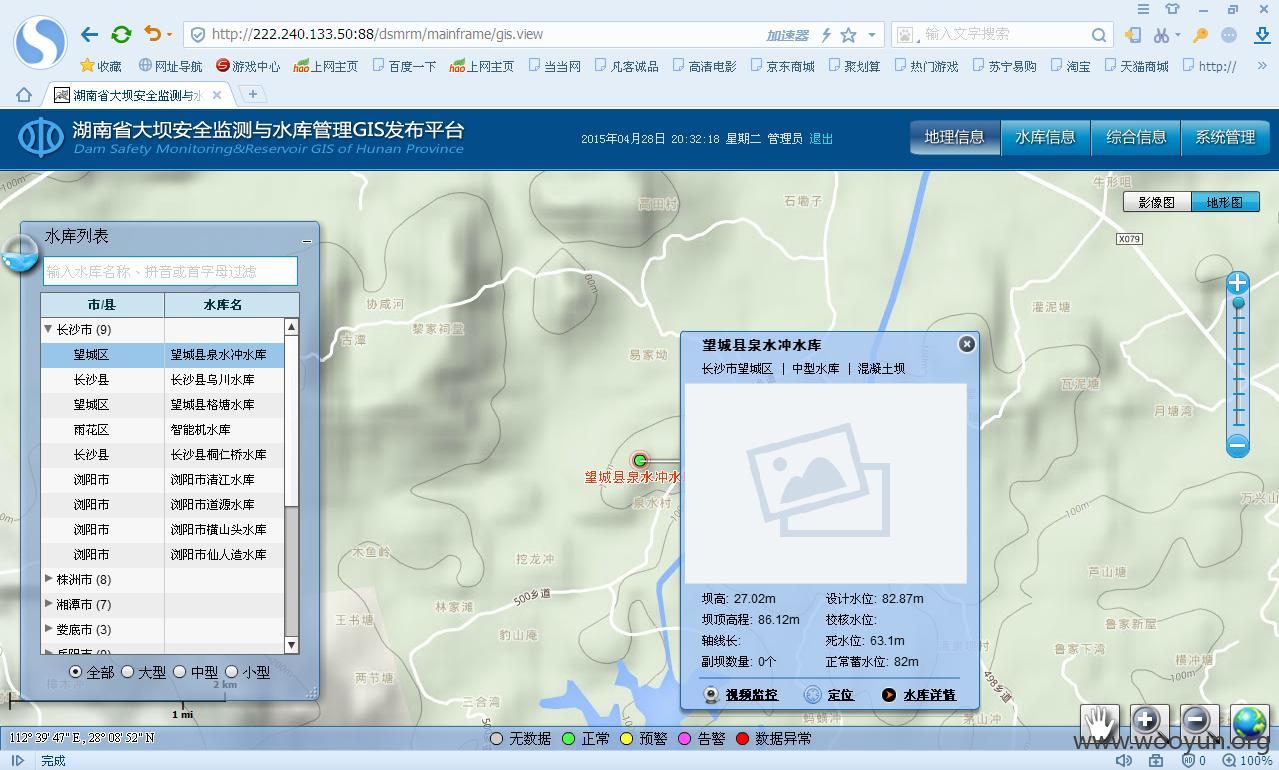 http://222.240.133.50:88/dsmrm/mainframe/gis.view
加速器
输入文字搜索
收藏 网址导航 游戏中心 上网主页 百度一下 上网主页 当当网 凡客诚品 高清电影 京东商城 聚划算 热门游戏 苏宁易购 淘宝 天猫商城 http://
湖南省大坝安全监测与水
湖南省大坝安全监测与水库管理GIS发布平台
Dam Safety Monitoring&Reservoir GIS of Hunan Province
2015年04月28日 20:32:18 星期二 管理员 退出
地理信息 水库信息 综合信息 系统管理
影像图 地形图
100m
牛形咀
高田村
石墈子
X079
水库列表
输入水库名称、拼音或首字母过滤
市/县 水库名
长沙市 (9)
望城区 望城县泉水冲水库
长沙县 长沙县乌川水库
望城区 望城县格塘水库
雨花区 智能机水库
长沙县 长沙县桐仁桥水库
浏阳市 浏阳市清江水库
浏阳市 浏阳市道源水库
浏阳市 浏阳市横山头水库
浏阳市 浏阳市仙人造水库
株洲市 (8)
湘潭市 (7)
娄底市 (3)
全部 大型 中型 小型
协成河
黎家祠堂
古潭
易家坳
灌泥塘
瓦泥塘
月塘湾
望城县泉水冲水
泉水村
木鱼岭
挖龙冲
500乡道
林家滩
王书塘
豹山庵
两节塘
三合湾
万兴山
100m
芦山塘
鲁家新屋
鲁家下湾
横冲塘
498乡道
茅山冲
蚂蟥冲
望城县泉水冲水库
长沙市望城区 | 中型水库 | 混凝土坝
坝高: 27.02m 设计水位: 82.87m
坝顶高程: 86.12m 校核水位:
轴线长: 死水位: 63.1m
副坝数量: 0个 正常蓄水位: 82m
视频监控 定位 水库详情
2 km
1 mi
112° 39' 47" E , 28° 08' 52" N
无数据 正常 预警 告警 数据异常
www.wooyun.org
完成
0
100%